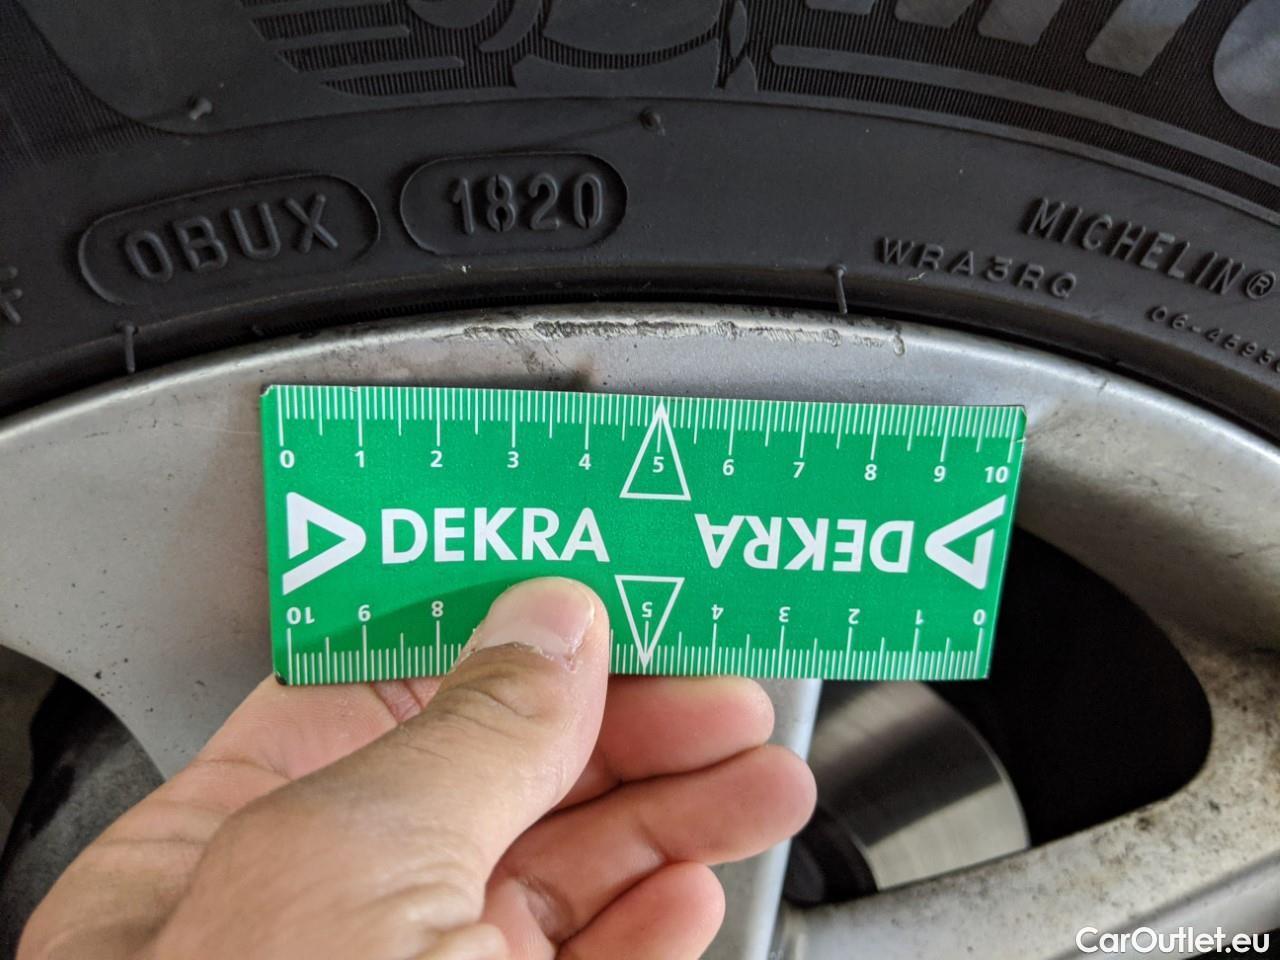 0BUX 1820
MICHELIN®
WRA3RQ
0 1 2 3 4 5 6 7 8 9 10
DEKRA DEKRA
10 9 8 5 4 3 2 1 0
CarOutlet.eu